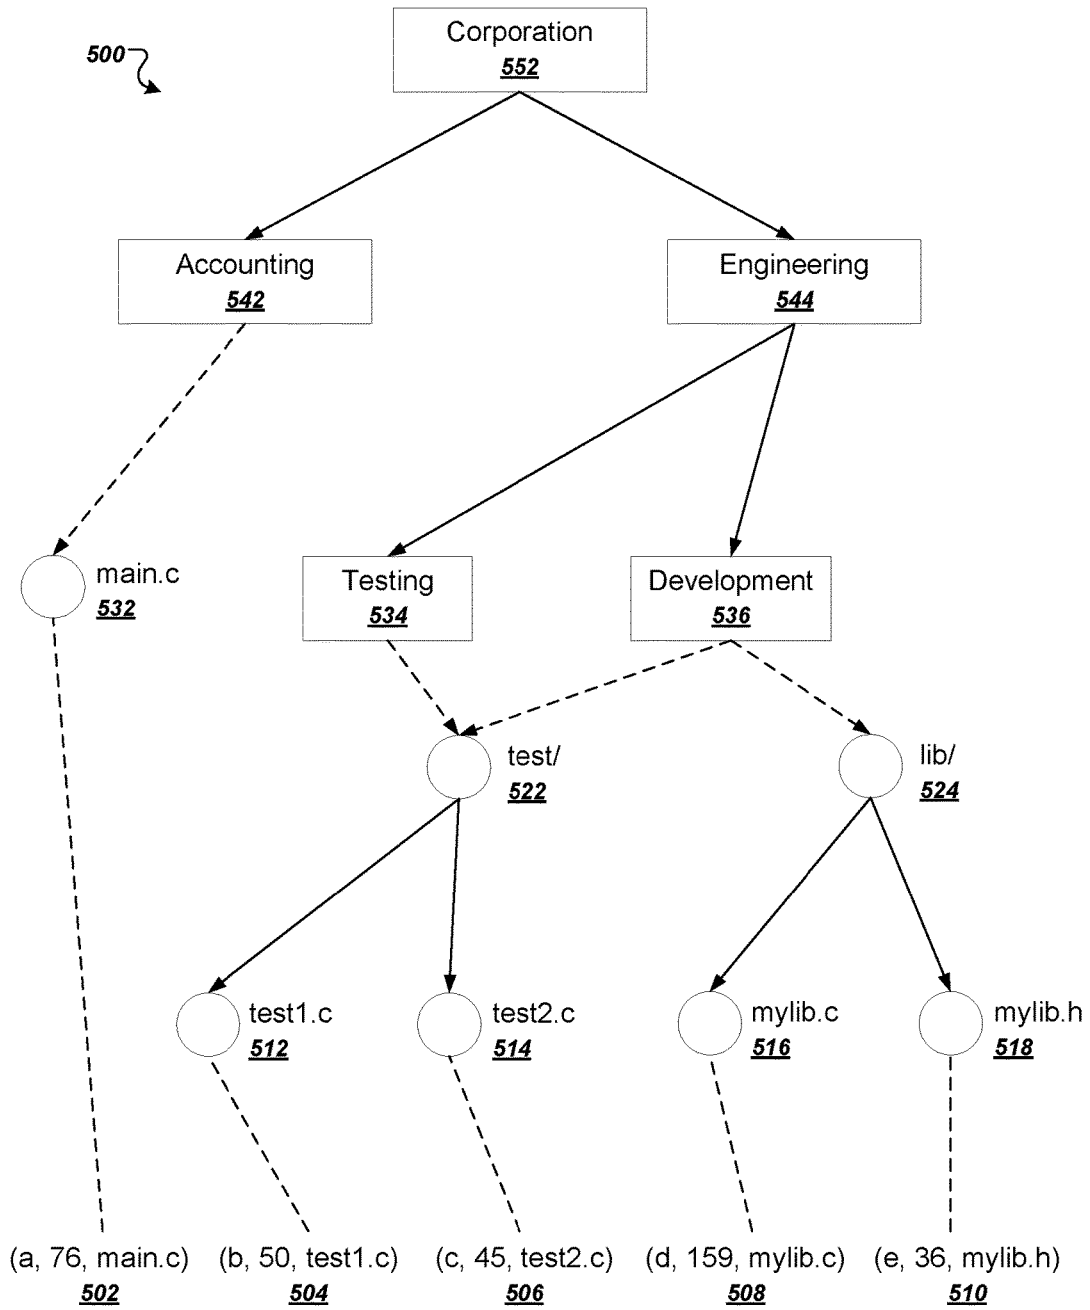 500
Corporation
552
Accounting
542
Engineering
544
main.c
532
Testing
534
Development
536
test/
522
lib/
524
test1.c
512
test2.c
514
mylib.c
516
mylib.h
518
(a, 76, main.c)
502
(b, 50, test1.c)
504
(c, 45, test2.c)
506
(d, 159, mylib.c)
508
(e, 36, mylib.h)
510